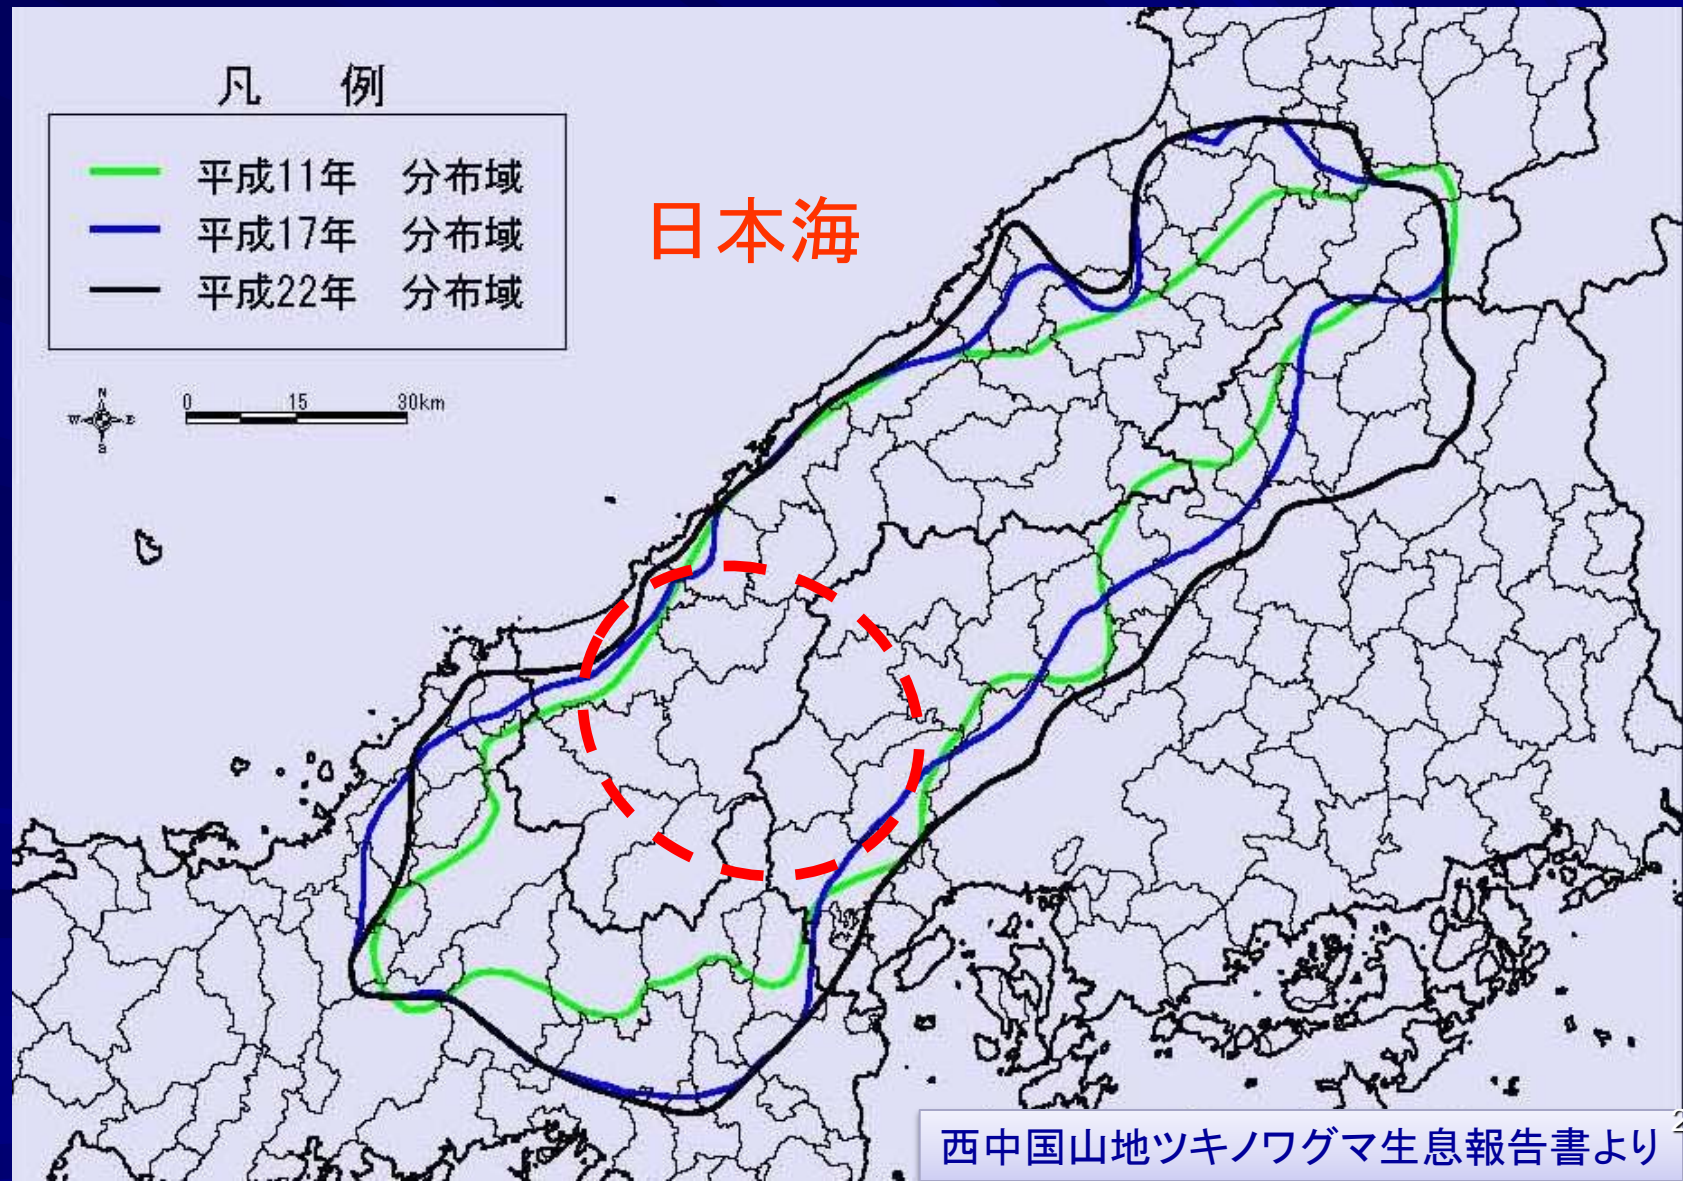 凡 例
平成11年 分布域
平成17年 分布域
平成22年 分布域
日本海
N
W E
S
0 15 30km
西中国山地ツキノワグマ生息報告書より
2